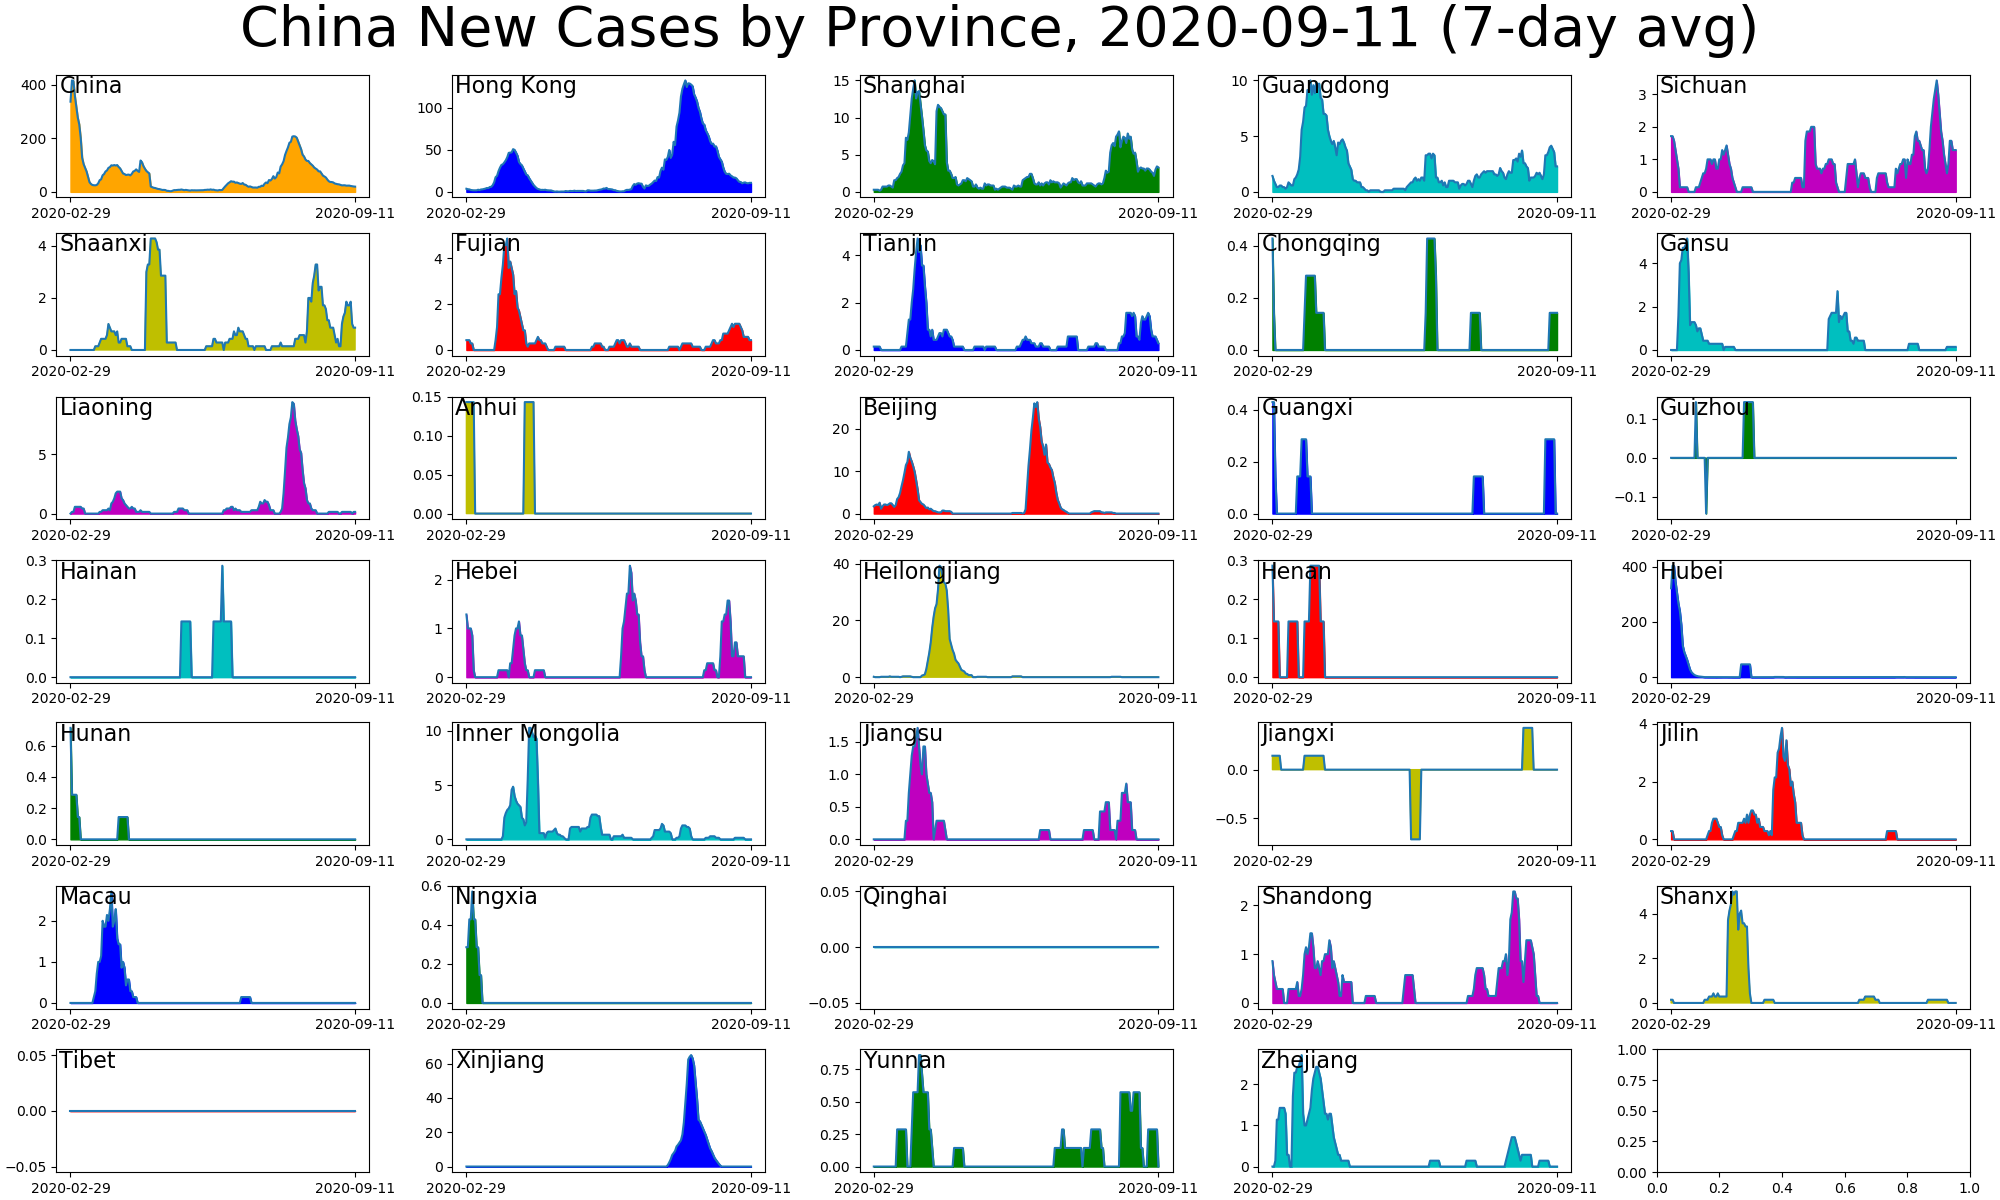 China New Cases by Province, 2020-09-11 (7-day avg)
China Hong Kong Shanghai Guangdong Sichuan
400 200 0
100 50 0
15 10 5 0
10 5 0
3 2 1 0
2020-02-29 2020-09-11 2020-02-29 2020-09-11 2020-02-29 2020-09-11 2020-02-29 2020-09-11 2020-02-29 2020-09-11
Shaanxi Fujian Tianjin Chongqing Gansu
4 2 0
4 2 0
4 2 0
0.4 0.2 0.0
4 2 0
2020-02-29 2020-09-11 2020-02-29 2020-09-11 2020-02-29 2020-09-11 2020-02-29 2020-09-11 2020-02-29 2020-09-11
Liaoning Anhui Beijing Guangxi Guizhou
5 0
0.15 0.10 0.05 0.00
20 10 0
0.4 0.2 0.0
0.1 0.0 −0.1
2020-02-29 2020-09-11 2020-02-29 2020-09-11 2020-02-29 2020-09-11 2020-02-29 2020-09-11 2020-02-29 2020-09-11
Hainan Hebei Heilongjiang Henan Hubei
0.3 0.2 0.1 0.0
2 1 0
40 20 0
0.3 0.2 0.1 0.0
400 200 0
2020-02-29 2020-09-11 2020-02-29 2020-09-11 2020-02-29 2020-09-11 2020-02-29 2020-09-11 2020-02-29 2020-09-11
Hunan Inner Mongolia Jiangsu Jiangxi Jilin
0.6 0.4 0.2 0.0
10 5 0
1.5 1.0 0.5 0.0
0.0 −0.5
4 2 0
2020-02-29 2020-09-11 2020-02-29 2020-09-11 2020-02-29 2020-09-11 2020-02-29 2020-09-11 2020-02-29 2020-09-11
Macau Ningxia Qinghai Shandong Shanxi
2 1 0
0.6 0.4 0.2 0.0
0.05 0.00 −0.05
2 1 0
4 2 0
2020-02-29 2020-09-11 2020-02-29 2020-09-11 2020-02-29 2020-09-11 2020-02-29 2020-09-11 2020-02-29 2020-09-11
Tibet Xinjiang Yunnan Zhejiang
0.05 0.00 −0.05
60 40 20 0
0.75 0.50 0.25 0.00
2 1 0
1.00 0.75 0.50 0.25 0.00
2020-02-29 2020-09-11 2020-02-29 2020-09-11 2020-02-29 2020-09-11 2020-02-29 2020-09-11 0.0 0.2 0.4 0.6 0.8 1.0